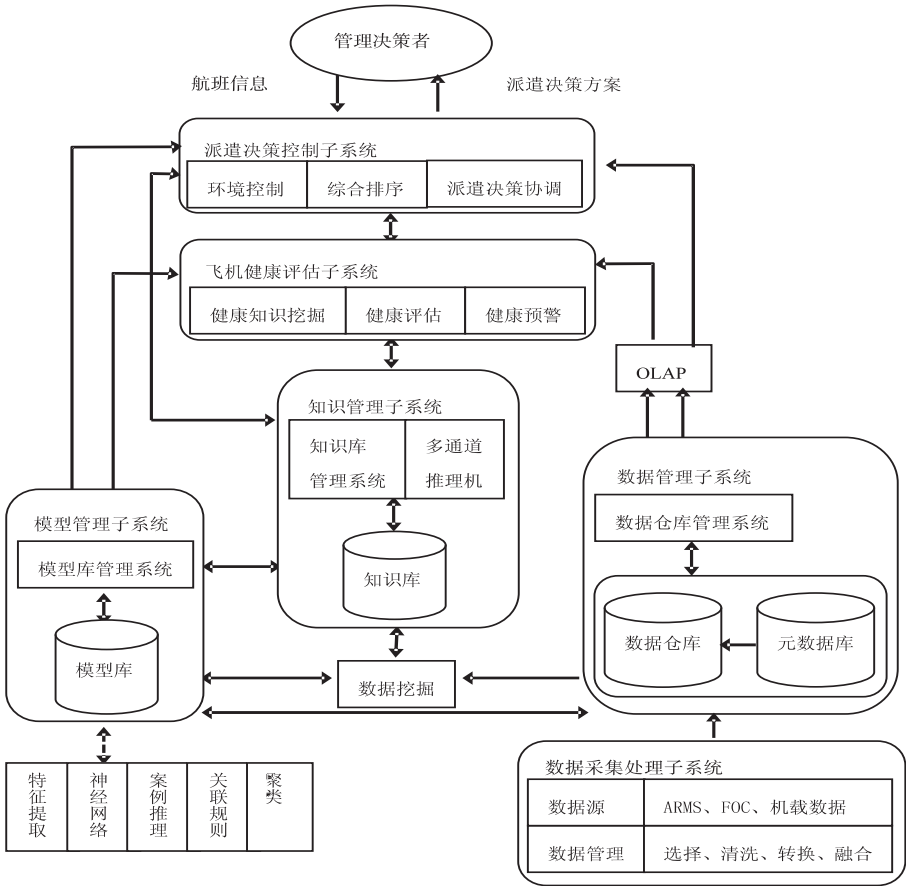 管理决策者
航班信息
派遣决策方案
派遣决策控制子系统
环境控制
综合排序
派遣决策协调
飞机健康评估子系统
健康知识挖掘
健康评估
健康预警
OLAP
知识管理子系统
知识库
管理系统
多通道
推理机
知识库
数据管理子系统
数据仓库管理系统
数据仓库
元数据库
模型管理子系统
模型库管理系统
模型库
数据挖掘
特征提取
神经网络
案例推理
关联规则
聚类
数据采集处理子系统
数据源
ARMS、FOC、机载数据
数据管理
选择、清洗、转换、融合